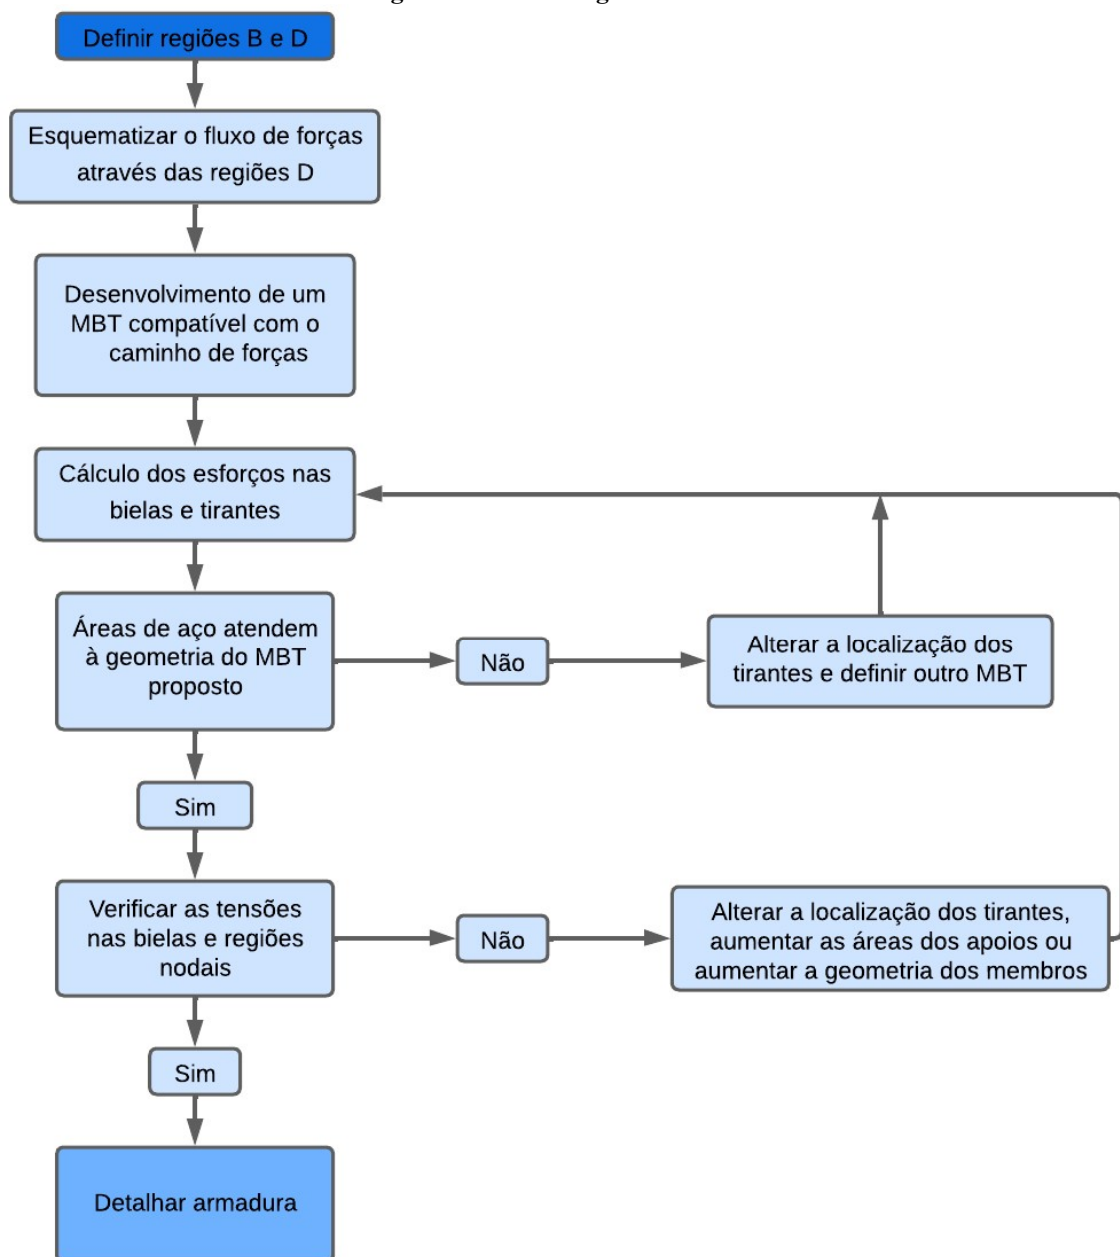 Definir regiões B e D
Esquematizar o fluxo de forças
através das regiões D
Desenvolvimento de um
MBT compatível com o
caminho de forças
Cálculo dos esforços nas
bielas e tirantes
Áreas de aço atendem
à geometria do MBT
proposto
Não
Alterar a localização dos
tirantes e definir outro MBT
Sim
Verificar as tensões
nas bielas e regiões
nodais
Não
Alterar a localização dos tirantes,
aumentar as áreas dos apoios ou
aumentar a geometria dos membros
Sim
Detalhar armadura